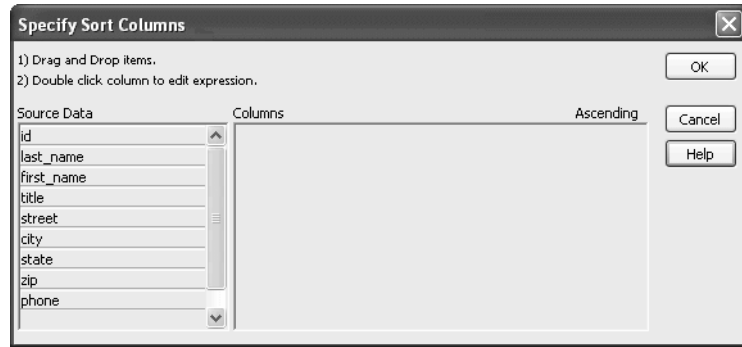 Specify Sort Columns
1) Drag and Drop items.
2) Double click column to edit expression.
OK
Source Data
Columns
Ascending
Cancel
Help
id
last_name
first_name
title
street
city
state
zip
phone